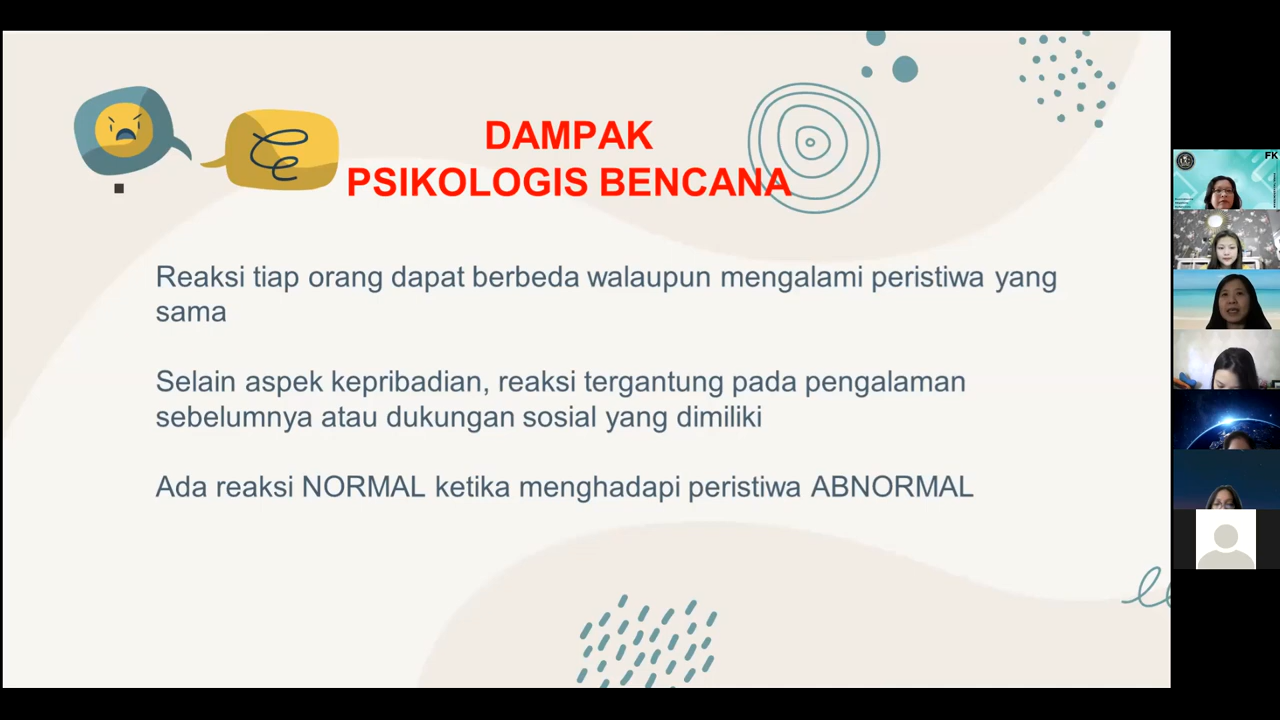 DAMPAK
PSIKOLOGIS BENCANA
Reaksi tiap orang dapat berbeda walaupun mengalami peristiwa yang
sama
Selain aspek kepribadian, reaksi tergantung pada pengalaman
sebelumnya atau dukungan sosial yang dimiliki
Ada reaksi NORMAL ketika menghadapi peristiwa ABNORMAL
FK